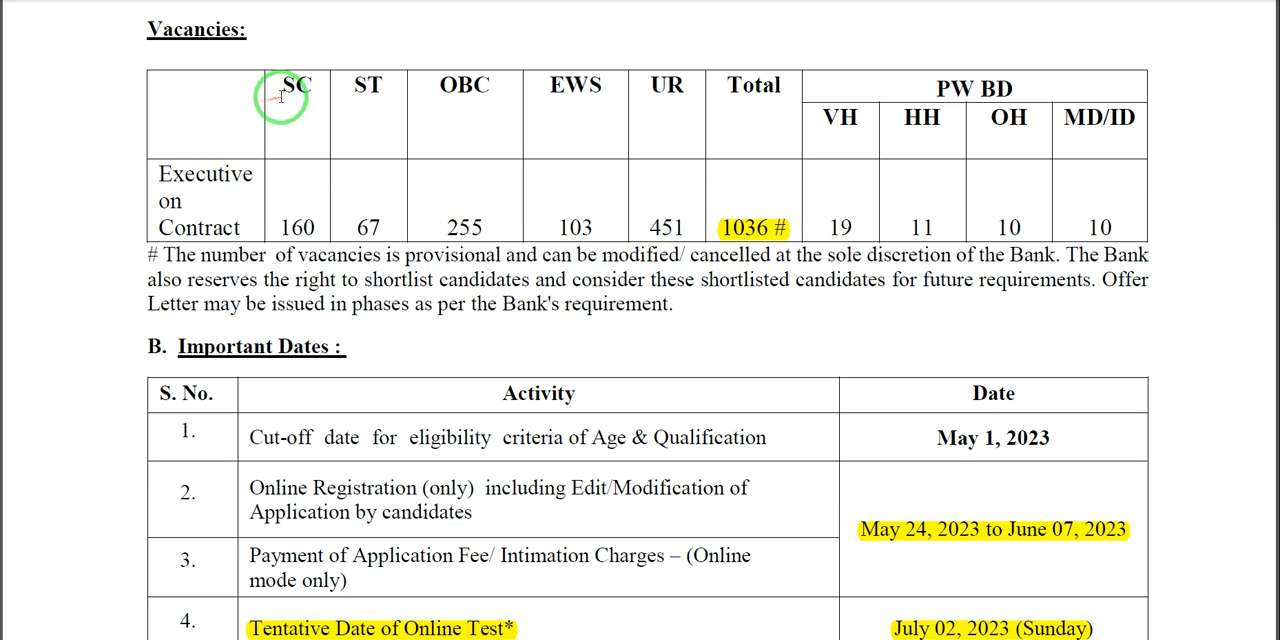 Vacancies:
SC ST OBC EWS UR Total PW BD
VH HH OH MD/ID
Executive
on
Contract 160 67 255 103 451 1036 # 19 11 10 10
# The number of vacancies is provisional and can be modified/ cancelled at the sole discretion of the Bank. The Bank
also reserves the right to shortlist candidates and consider these shortlisted candidates for future requirements. Offer
Letter may be issued in phases as per the Bank's requirement.
B. Important Dates :
S. No. Activity Date
1. Cut-off date for eligibility criteria of Age & Qualification May 1, 2023
2. Online Registration (only) including Edit/Modification of
Application by candidates
May 24, 2023 to June 07, 2023
3. Payment of Application Fee/ Intimation Charges – (Online
mode only)
4. Tentative Date of Online Test* July 02, 2023 (Sunday)